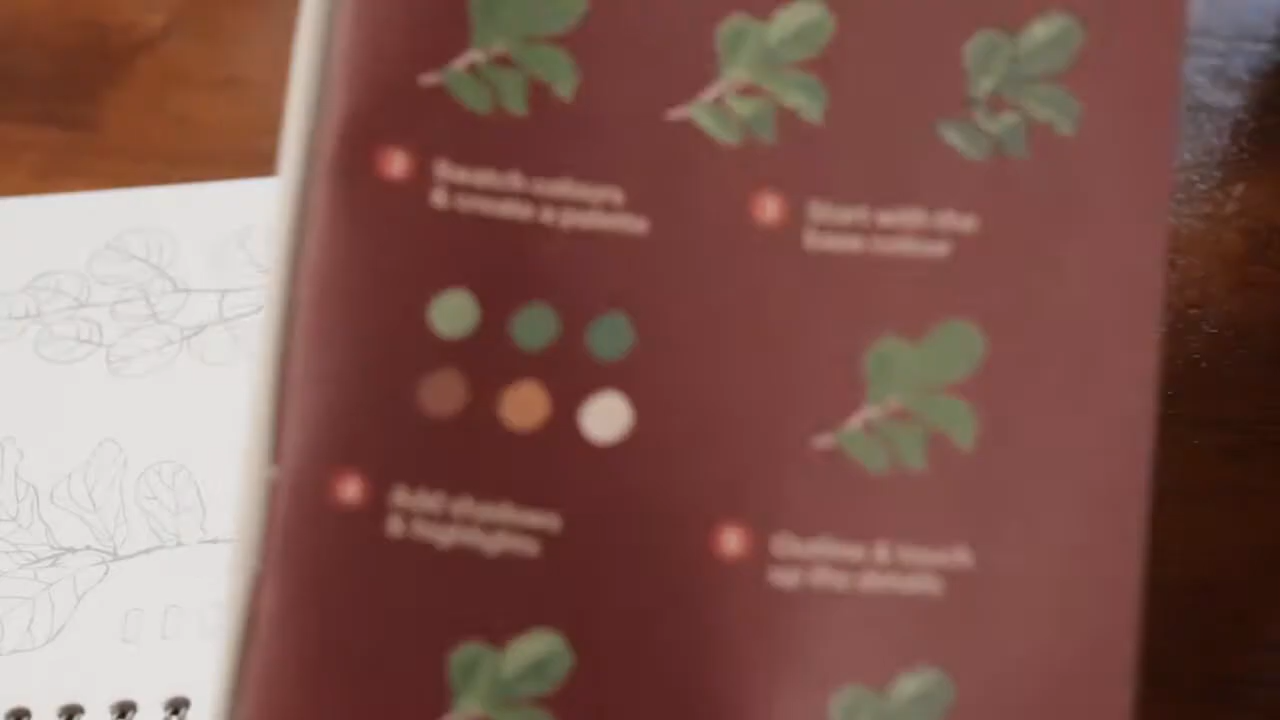 Swatch colours
& create a palette
Start with the
base colour
Add shadows
& highlights
Outline & touch
up the details